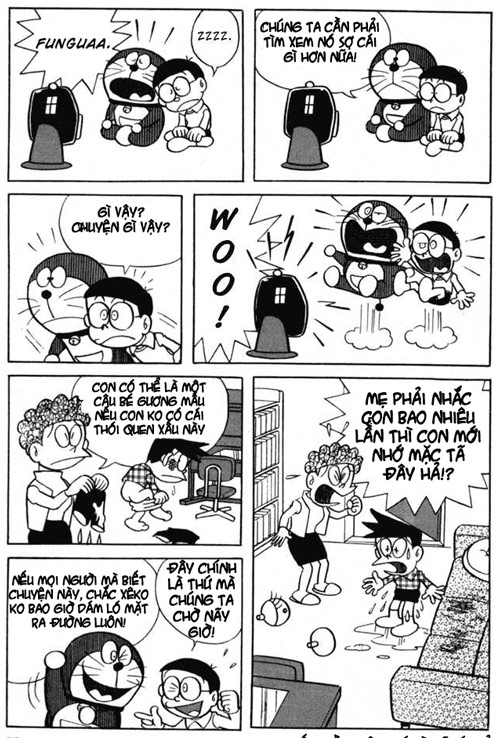 FUNGUAA.
ZZZZ.
CHÚNG TA CẦN PHẢI
TÌM XEM NÓ SỢ CÁI
GÌ HƠN NỮA!
GÌ VẬY?
CHUYỆN GÌ VẬY?
WOO!
CON CÓ THỂ LÀ MỘT
CẬU BÉ GƯƠNG MẪU
NẾU CON KO CÓ CÁI
THÓI QUEN XẤU NÀY
MẸ PHẢI NHẮC
CON BAO NHIÊU
LẦN THÌ CON MỚI
NHỚ MẶC TÃ
ĐÂY HẢ!?
NẾU MỌI NGƯỜI MÀ BIẾT
CHUYỆN NÀY, CHẮC XÊKO
KO BAO GIỜ DÁM LÓ MẶT
RA ĐƯỜNG LUÔN!
ĐÂY CHÍNH
LÀ THỨ MÀ
CHÚNG TA
CHỜ NÃY
GIỜ!